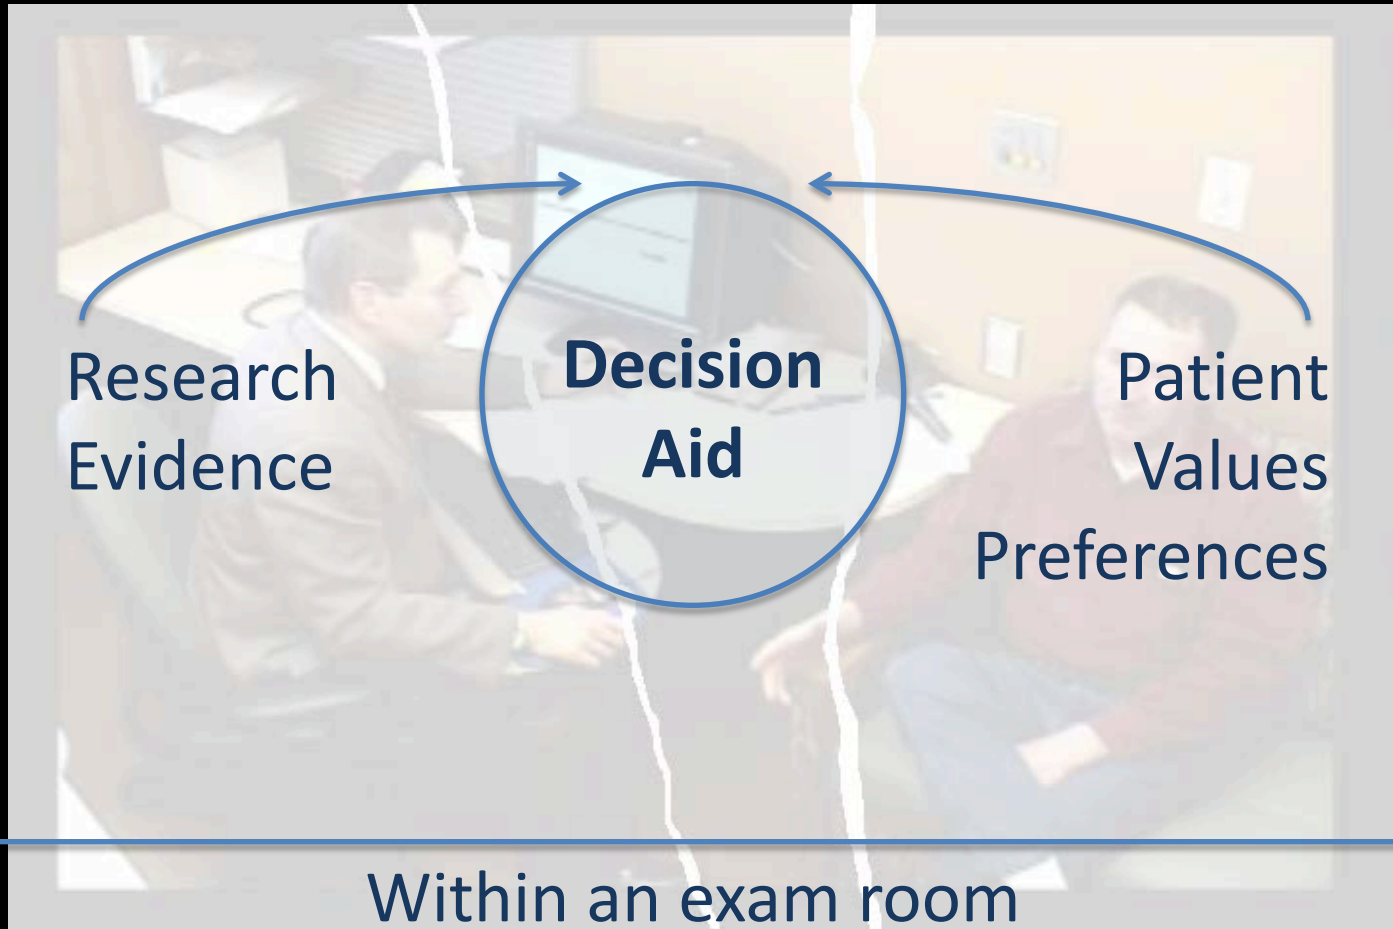 Research
Evidence
Decision
Aid
Patient
Values
Preferences
Within an exam room